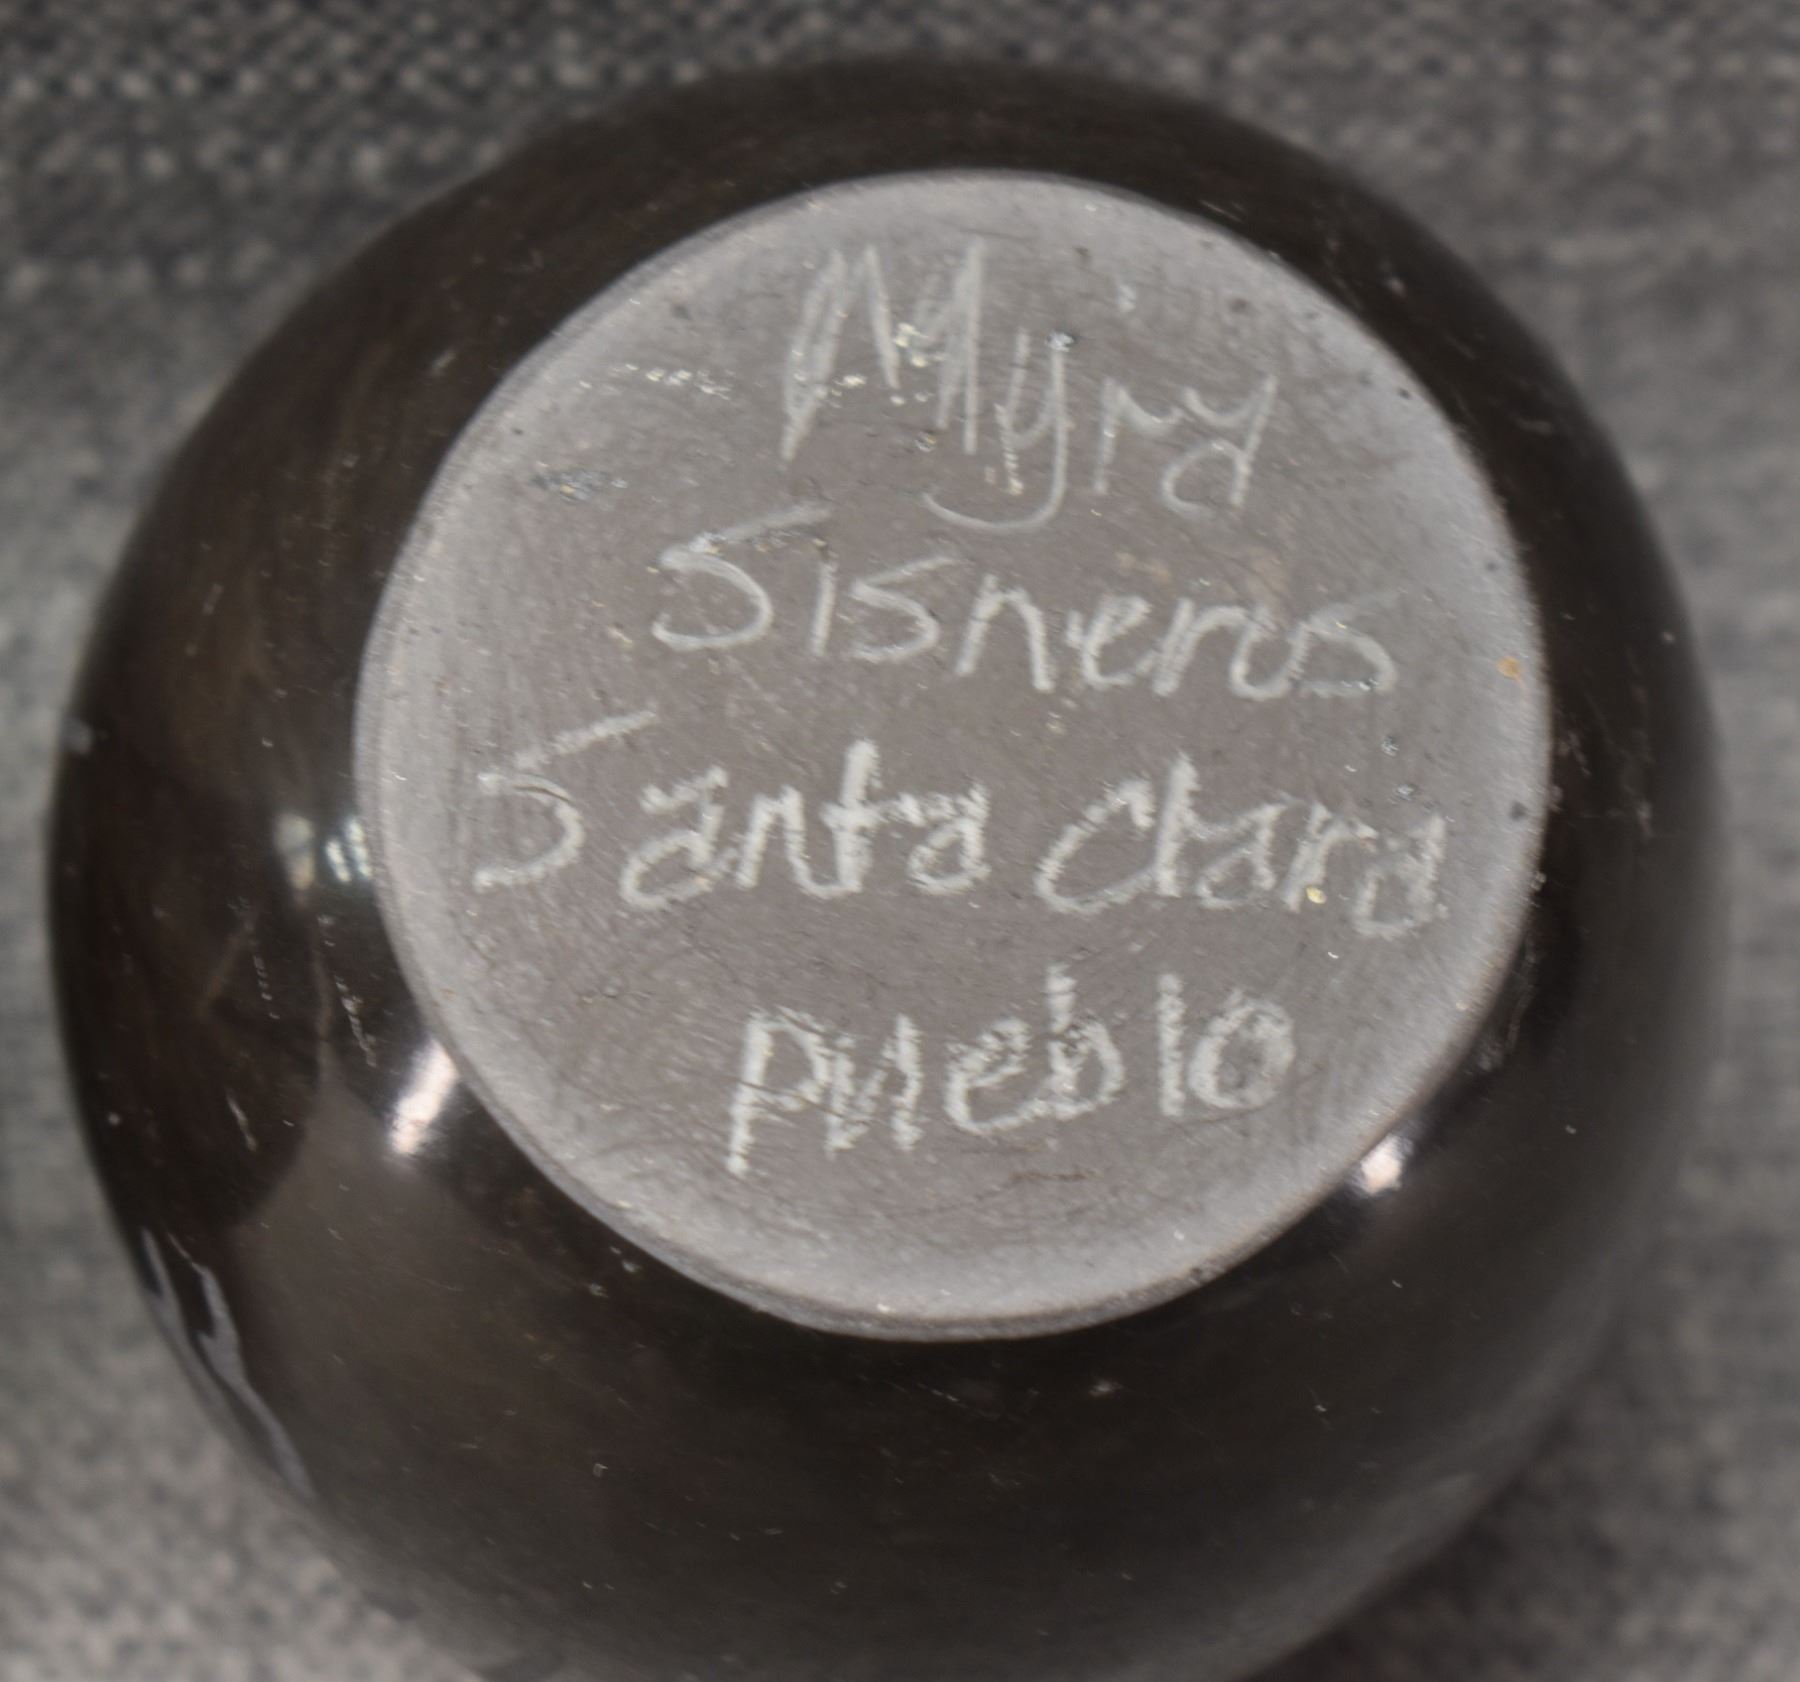 Myra
Sisneros
Santa Clara
Pueblo